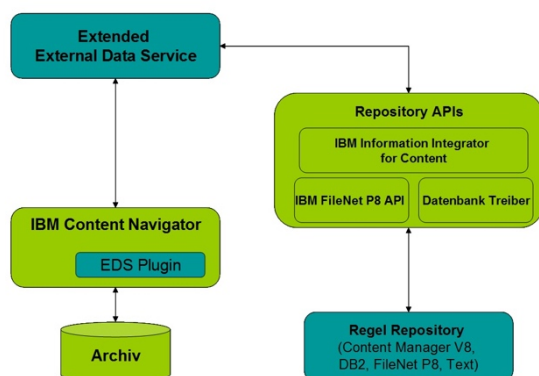 Extended
External Data Service
Repository APIs
IBM Information Integrator
for Content
IBM FileNet P8 API
Datenbank Treiber
IBM Content Navigator
EDS Plugin
Archiv
Regel Repository
(Content Manager V8,
DB2, FileNet P8, Text)